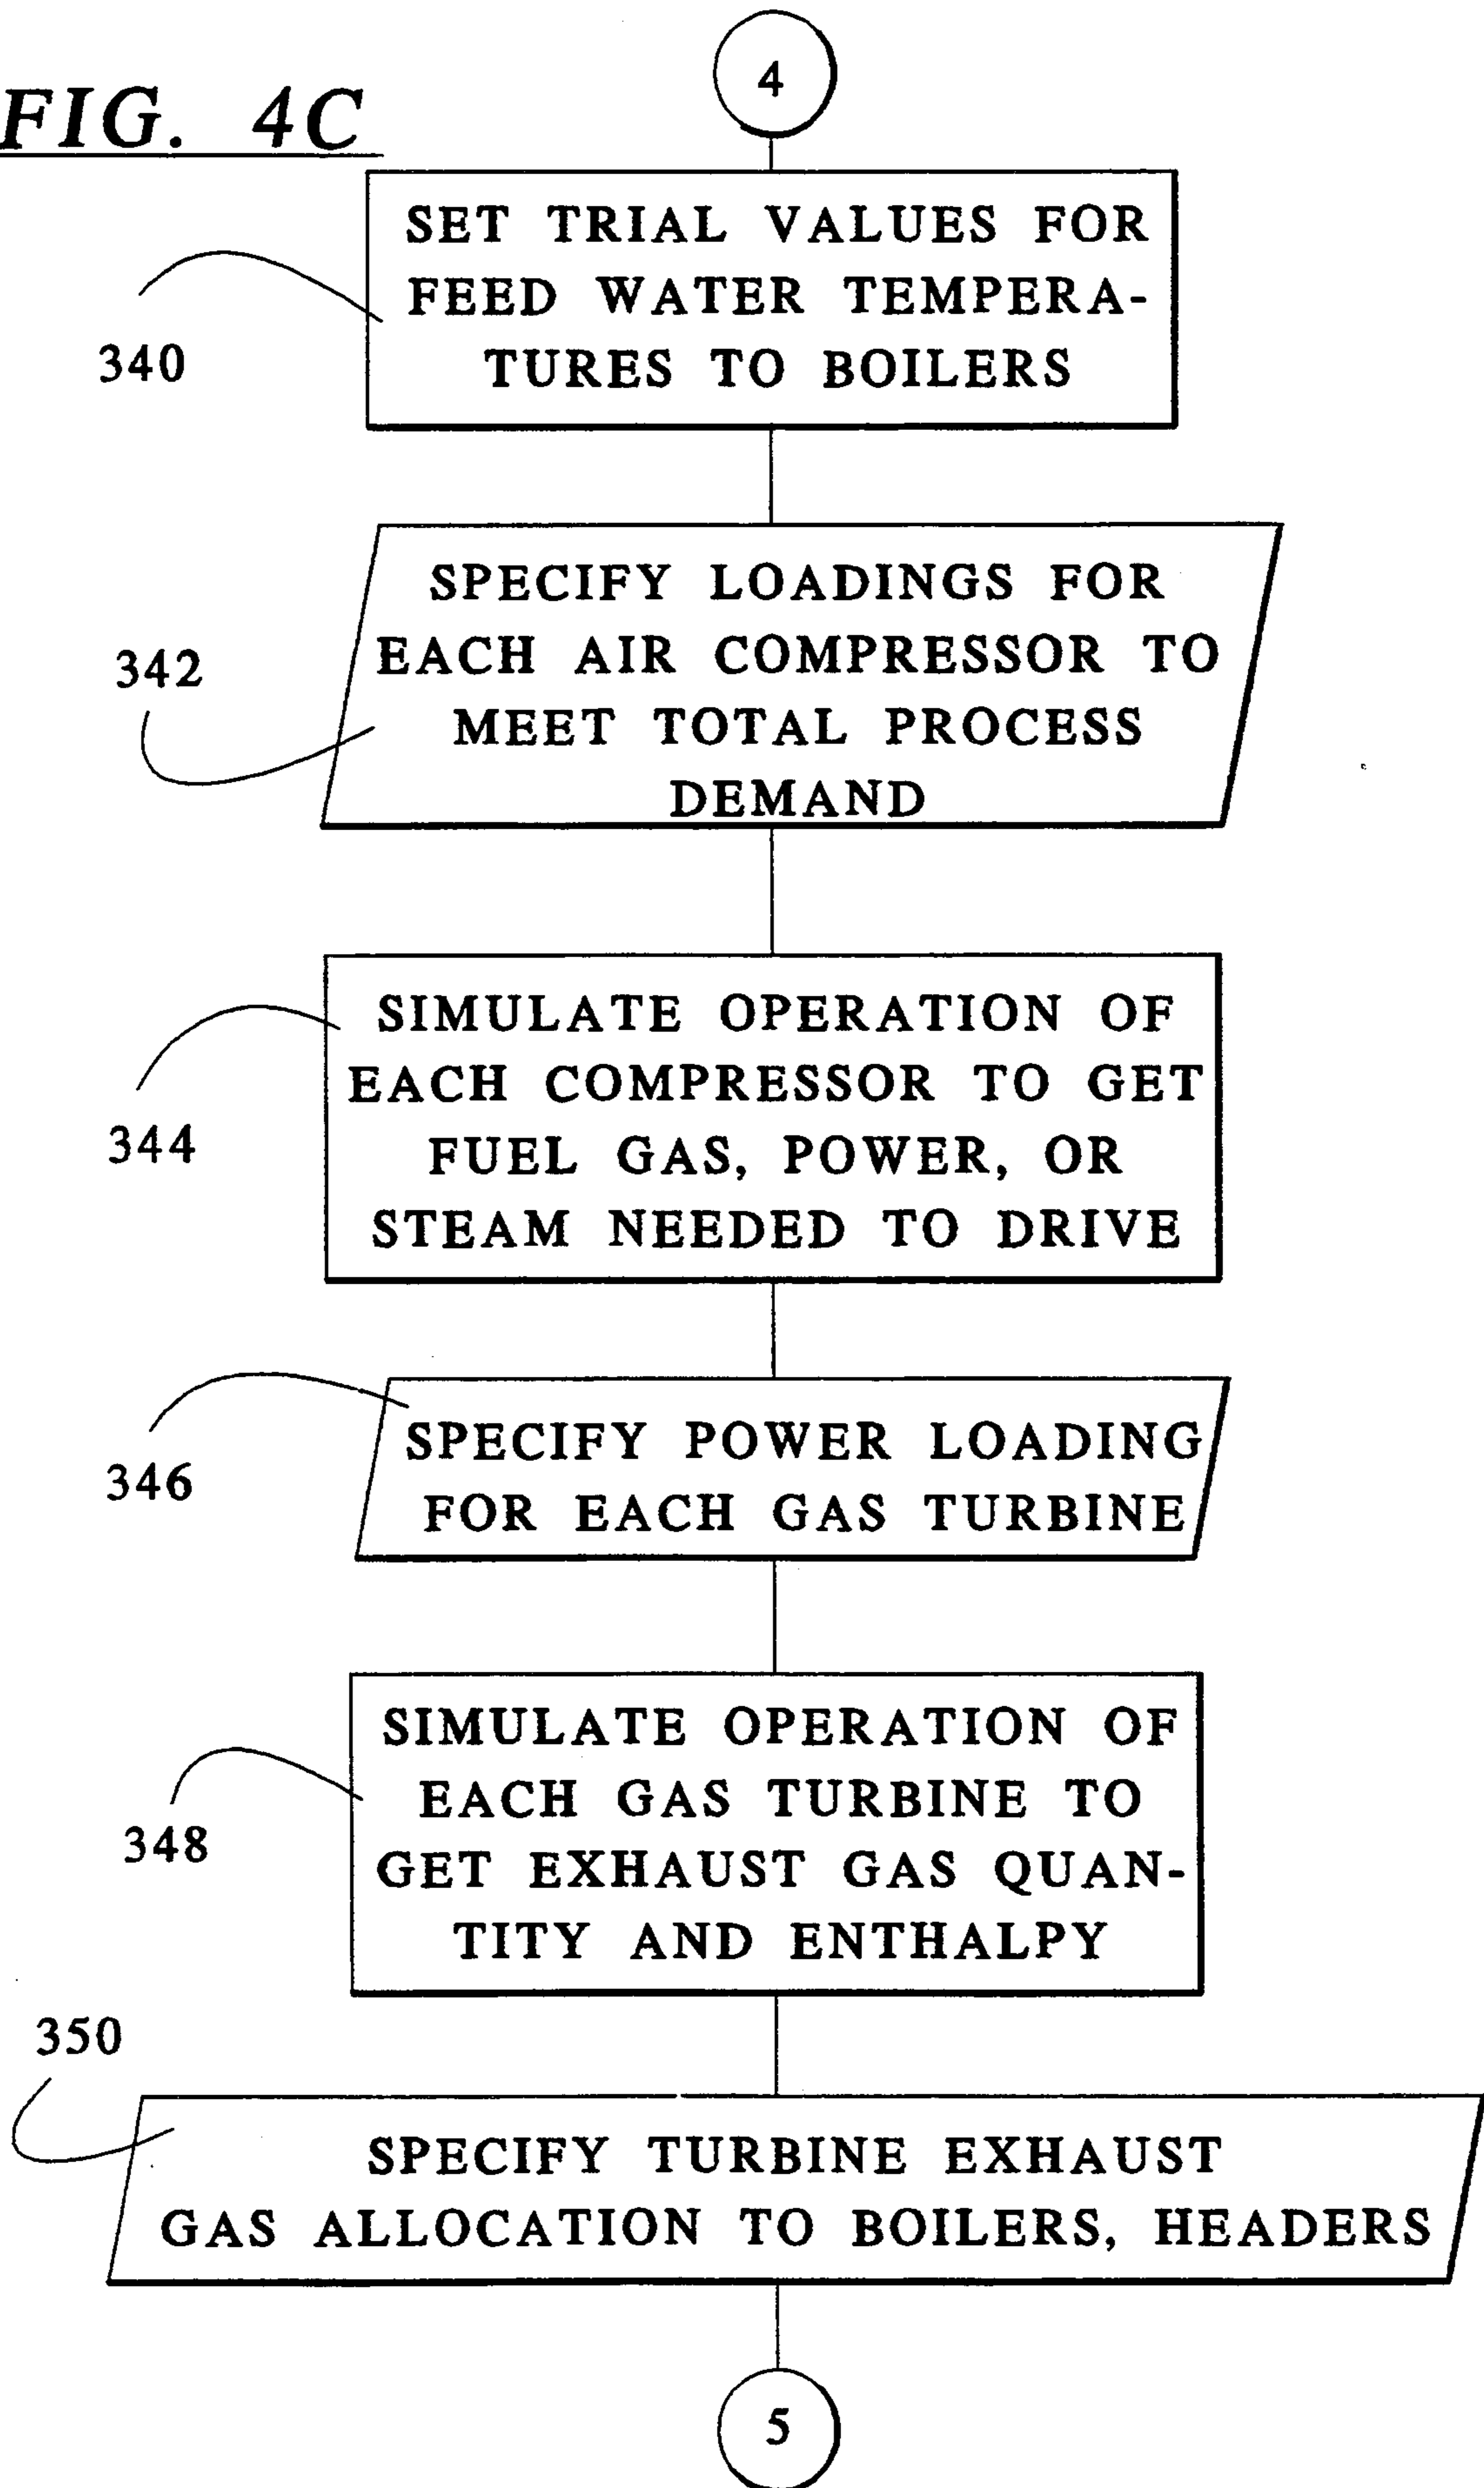 4
FIG. 4C
SET TRIAL VALUES FOR
FEED WATER TEMPERA-
TURES TO BOILERS
340
SPECIFY LOADINGS FOR
EACH AIR COMPRESSOR TO
MEET TOTAL PROCESS
DEMAND
342
SIMULATE OPERATION OF
EACH COMPRESSOR TO GET
FUEL GAS, POWER, OR
STEAM NEEDED TO DRIVE
344
SPECIFY POWER LOADING
FOR EACH GAS TURBINE
346
SIMULATE OPERATION OF
EACH GAS TURBINE TO
GET EXHAUST GAS QUAN-
TITY AND ENTHALPY
348
350
SPECIFY TURBINE EXHAUST
GAS ALLOCATION TO BOILERS, HEADERS
5